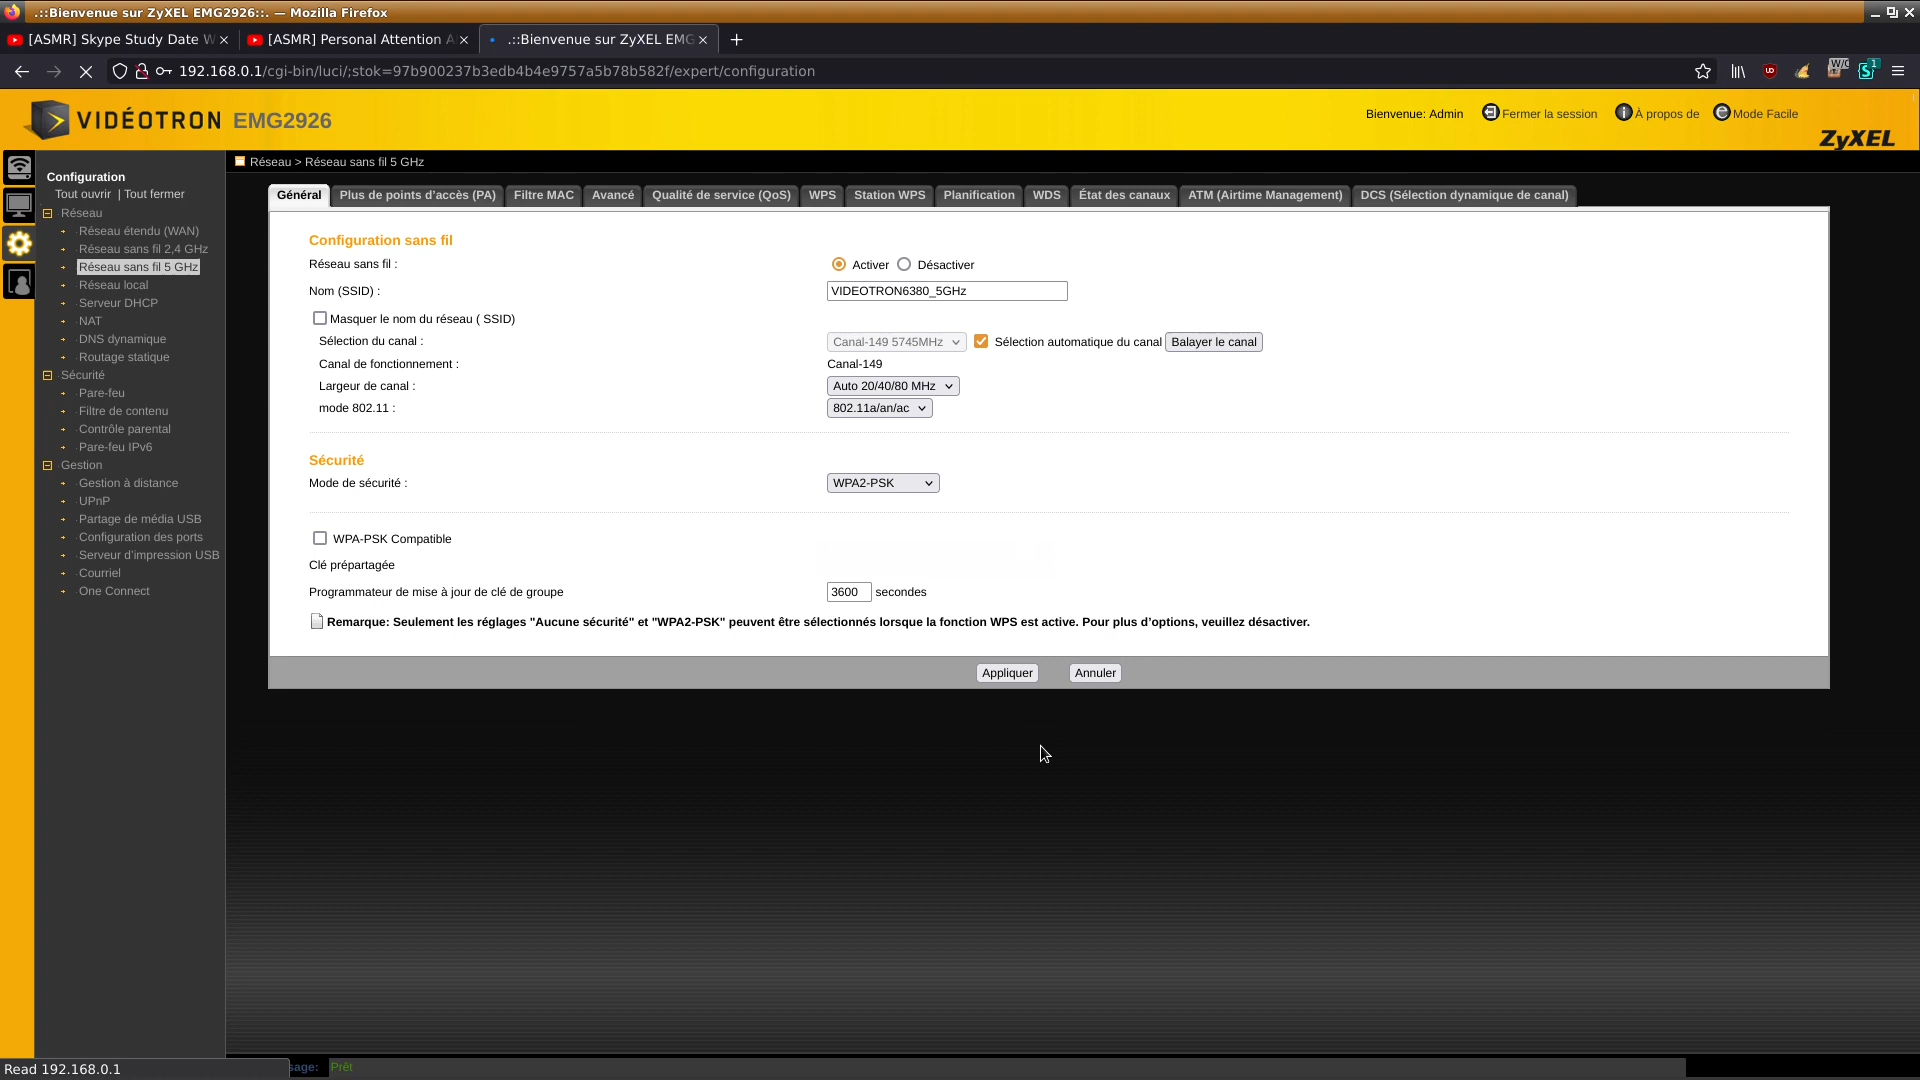 .::Bienvenue sur ZyXEL EMG2926::. — Mozilla Firefox
[ASMR] Skype Study Date W
[ASMR] Personal Attention A
.::Bienvenue sur ZyXEL EMG
192.168.0.1/cgi-bin/luci/;stok=97b900237b3edb4b4e9757a5b78b582f/expert/configuration
VIDÉOTRON EMG2926
Bienvenue: Admin
Fermer la session
À propos de
Mode Facile
ZyXEL
Réseau > Réseau sans fil 5 GHz
Configuration
Tout ouvrir | Tout fermer
Réseau
Réseau étendu (WAN)
Réseau sans fil 2,4 GHz
Réseau sans fil 5 GHz
Réseau local
Serveur DHCP
NAT
DNS dynamique
Routage statique
Sécurité
Pare-feu
Filtre de contenu
Contrôle parental
Pare-feu IPv6
Gestion
Gestion à distance
UPnP
Partage de média USB
Configuration des ports
Serveur d'impression USB
Courriel
One Connect
Général
Plus de points d'accès (PA)
Filtre MAC
Avancé
Qualité de service (QoS)
WPS
Station WPS
Planification
WDS
État des canaux
ATM (Airtime Management)
DCS (Sélection dynamique de canal)
Configuration sans fil
Réseau sans fil : Activer Désactiver
Nom (SSID) : VIDEOTRON6380_5GHz
Masquer le nom du réseau ( SSID)
Sélection du canal : Canal-149 5745MHz Sélection automatique du canal Balayer le canal
Canal de fonctionnement : Canal-149
Largeur de canal : Auto 20/40/80 MHz
mode 802.11 : 802.11a/an/ac
Sécurité
Mode de sécurité : WPA2-PSK
WPA-PSK Compatible
Clé prépartagée
Programmateur de mise à jour de clé de groupe 3600 secondes
Remarque: Seulement les réglages "Aucune sécurité" et "WPA2-PSK" peuvent être sélectionnés lorsque la fonction WPS est active. Pour plus d'options, veuillez désactiver.
Appliquer Annuler
Read 192.168.0.1
sage: Prêt